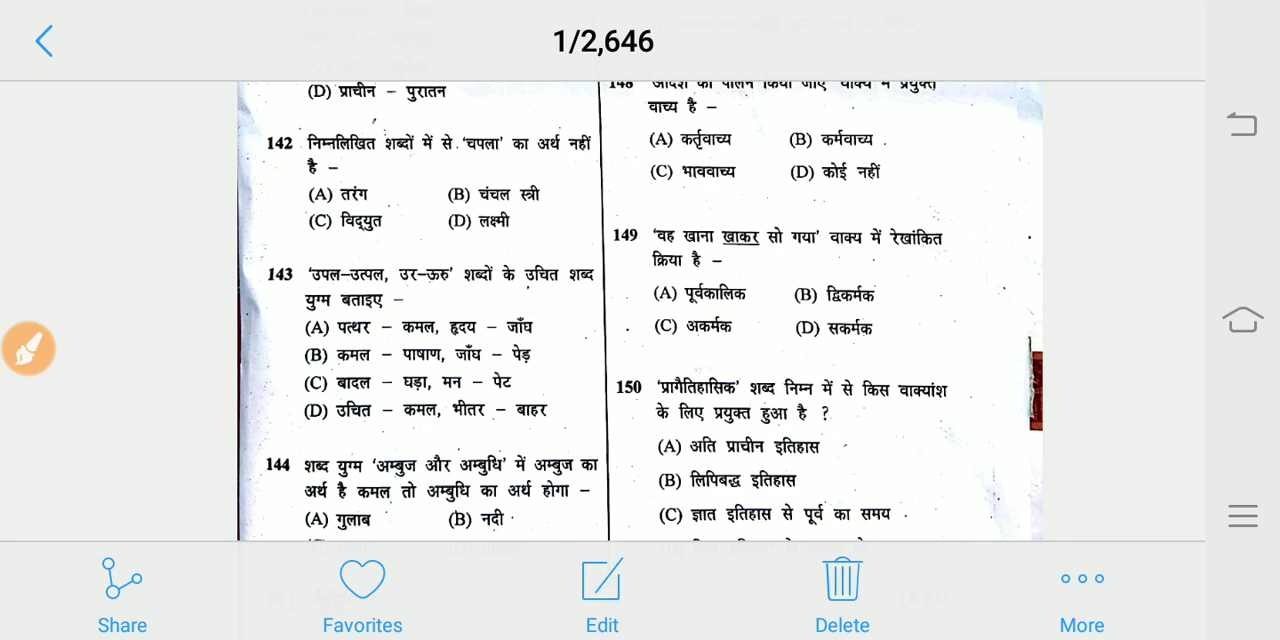 1/2,646
(D) प्राचीन – पुरातन
142 निम्नलिखित शब्दों में से 'चपला' का अर्थ नहीं
है –
(A) तरंग (B) चंचल स्त्री
(C) विद्युत (D) लक्ष्मी
143 'उपल–उत्पल, उर–ऊरु' शब्दों के उचित शब्द
युग्म बताइए –
(A) पत्थर – कमल, हृदय – जाँघ
(B) कमल – पाषाण, जाँघ – पेड़
(C) बादल – घड़ा, मन – पेट
(D) उचित – कमल, भीतर – बाहर
144 शब्द युग्म 'अम्बुज और अम्बुधि' में अम्बुज का
अर्थ है कमल तो अम्बुधि का अर्थ होगा –
(A) गुलाब (B) नदी
148 आदेश का पालन किया जाए वाक्य में प्रयुक्त
वाच्य है –
(A) कर्तृवाच्य (B) कर्मवाच्य
(C) भाववाच्य (D) कोई नहीं
149 'वह खाना खाकर सो गया' वाक्य में रेखांकित
क्रिया है –
(A) पूर्वकालिक (B) द्विकर्मक
(C) अकर्मक (D) सकर्मक
150 'प्रागैतिहासिक' शब्द निम्न में से किस वाक्यांश
के लिए प्रयुक्त हुआ है ?
(A) अति प्राचीन इतिहास
(B) लिपिबद्ध इतिहास
(C) ज्ञात इतिहास से पूर्व का समय
Share Favorites Edit Delete More